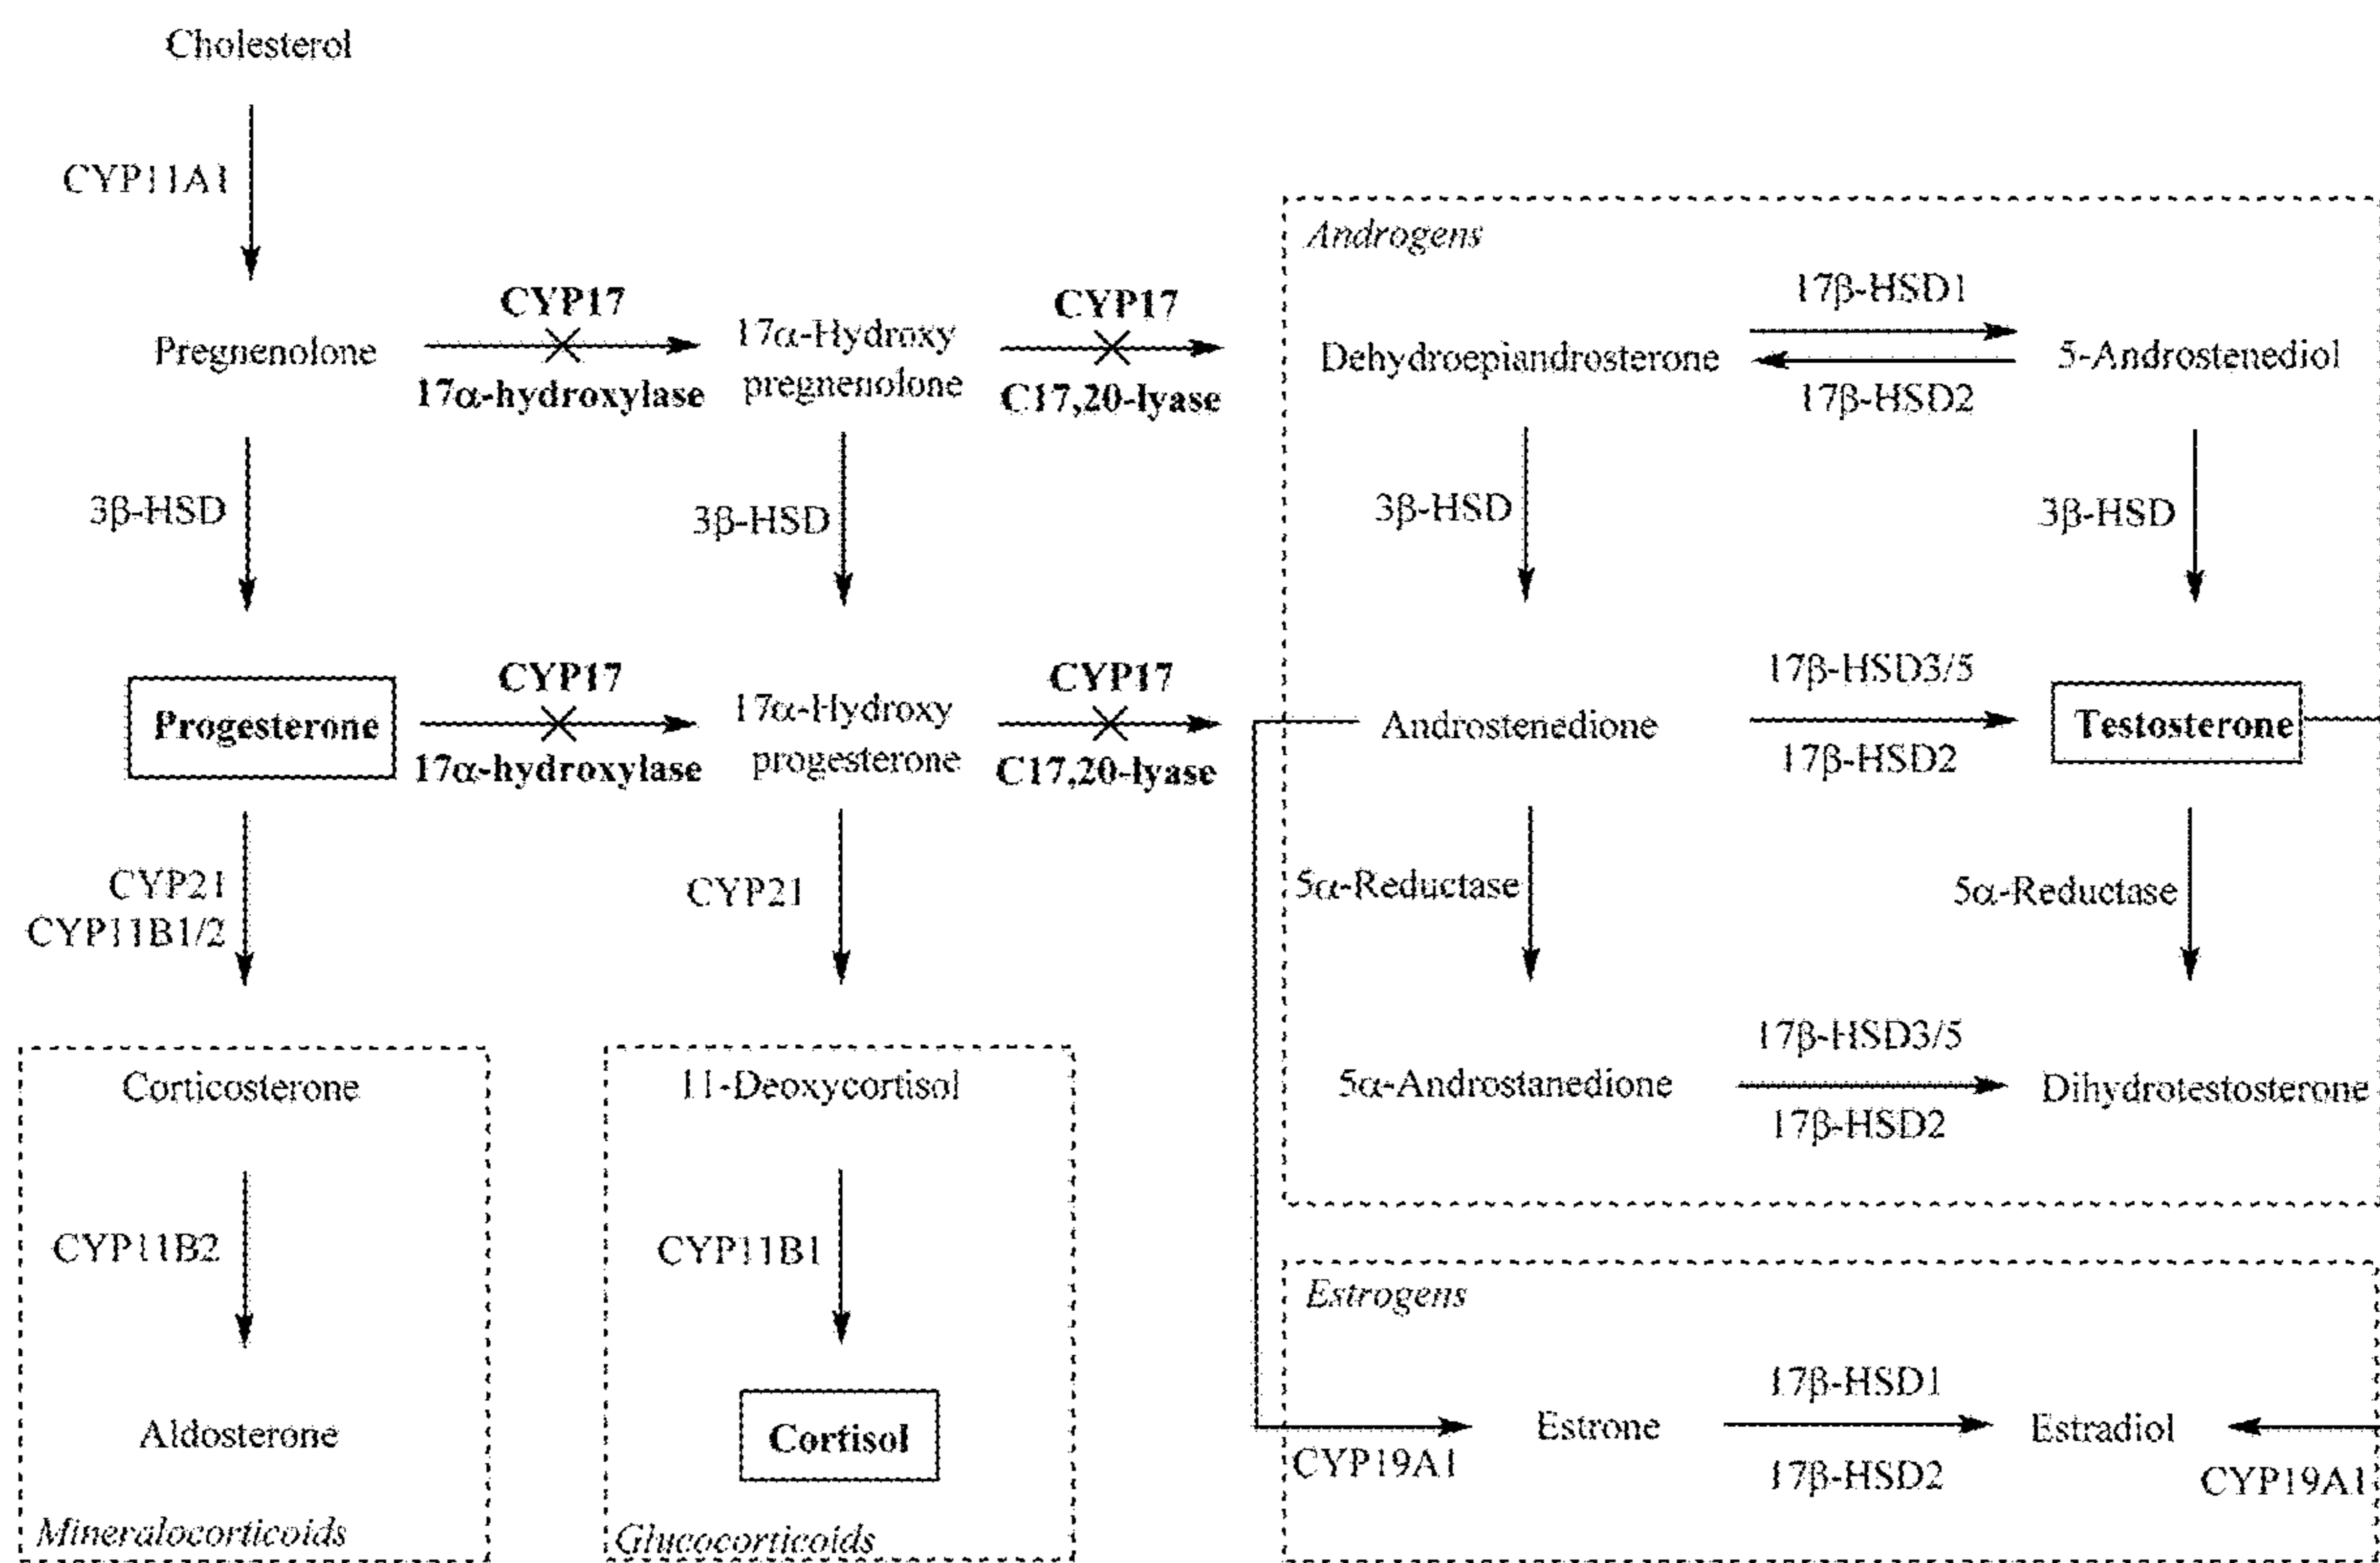 Cholesterol
CYP11A1
Androgens
CYP17
CYP17
17β-HSD1
Pregnenolone
17α-Hydroxy
pregnenolone
Dehydroepiandrosterone
5-Androstenediol
17α-hydroxylase
C17,20-lyase
17β-HSD2
3β-HSD
3β-HSD
3β-HSD
3β-HSD
CYP17
CYP17
17β-HSD3/5
Progesterone
17α-Hydroxy
progesterone
Androstenedione
Testosterone
17α-hydroxylase
C17,20-lyase
17β-HSD2
CYP21
CYP11B1/2
CYP21
5α-Reductase
5α-Reductase
17β-HSD3/5
Corticosterone
11-Deoxycortisol
5α-Androstanedione
Dihydrotestosterone
17β-HSD2
CYP11B2
CYP11B1
Estrogens
17β-HSD1
Aldosterone
Cortisol
Estrone
Estradiol
CYP19A1
17β-HSD2
CYP19A1
Mineralocorticoids
Glucocorticoids